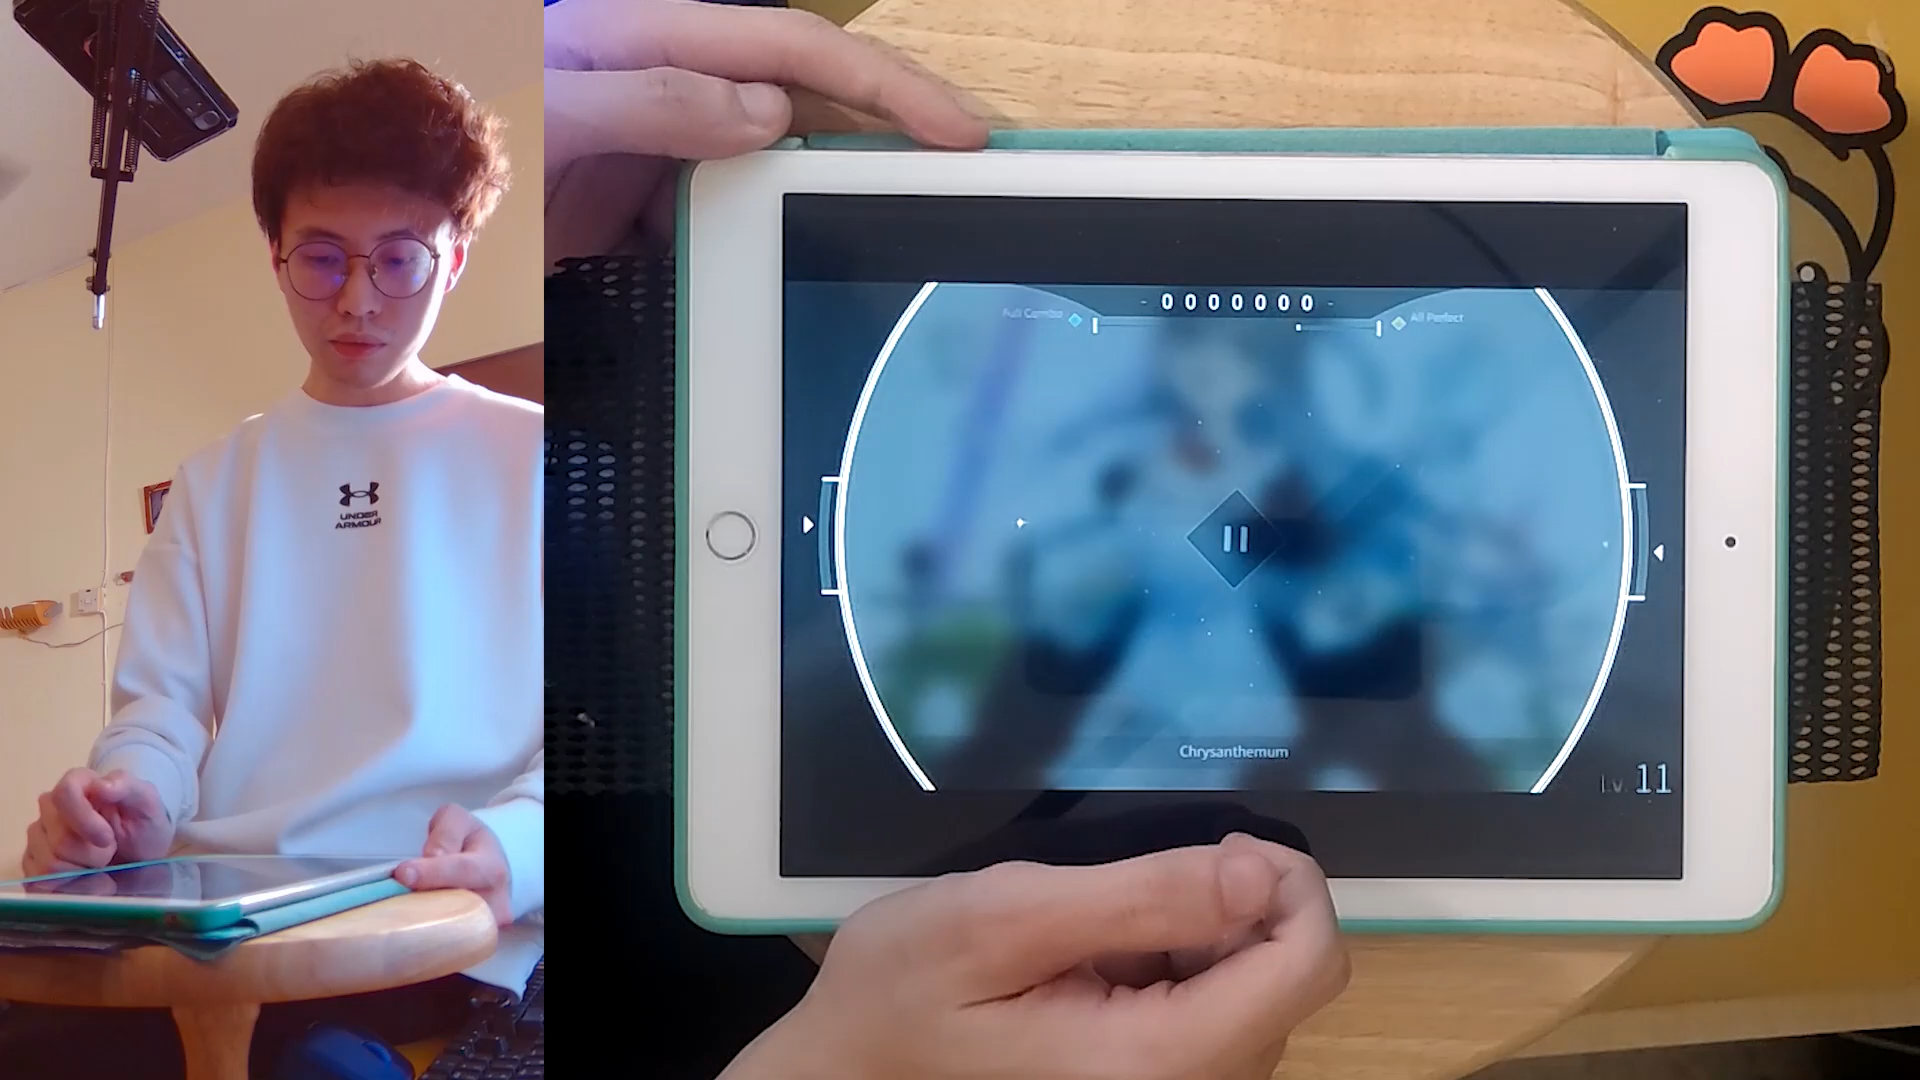 UNDER
ARMOUR
- 0000000 -
Full Combo
All Perfect
Chrysanthemum
Lv. 11